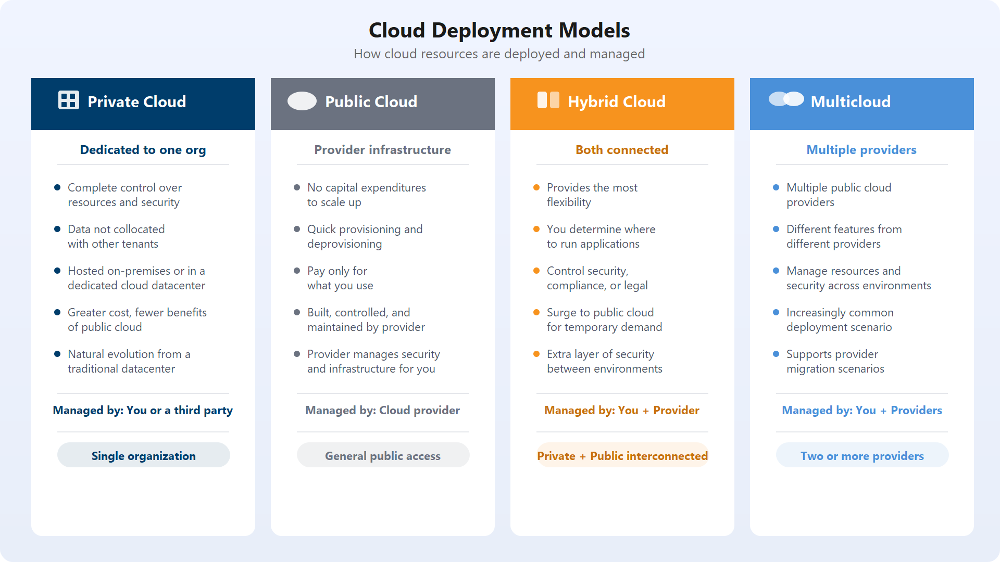 Cloud Deployment Models
How cloud resources are deployed and managed
Private Cloud
Dedicated to one org
Complete control over
resources and security
Data not collocated
with other tenants
Hosted on-premises or in a
dedicated cloud datacenter
Greater cost, fewer benefits
of public cloud
Natural evolution from a
traditional datacenter
Managed by: You or a third party
Single organization
Public Cloud
Provider infrastructure
No capital expenditures
to scale up
Quick provisioning and
deprovisioning
Pay only for
what you use
Built, controlled, and
maintained by provider
Provider manages security
and infrastructure for you
Managed by: Cloud provider
General public access
Hybrid Cloud
Both connected
Provides the most
flexibility
You determine where
to run applications
Control security,
compliance, or legal
Surge to public cloud
for temporary demand
Extra layer of security
between environments
Managed by: You + Provider
Private + Public interconnected
Multicloud
Multiple providers
Multiple public cloud
providers
Different features from
different providers
Manage resources and
security across environments
Increasingly common
deployment scenario
Supports provider
migration scenarios
Managed by: You + Providers
Two or more providers